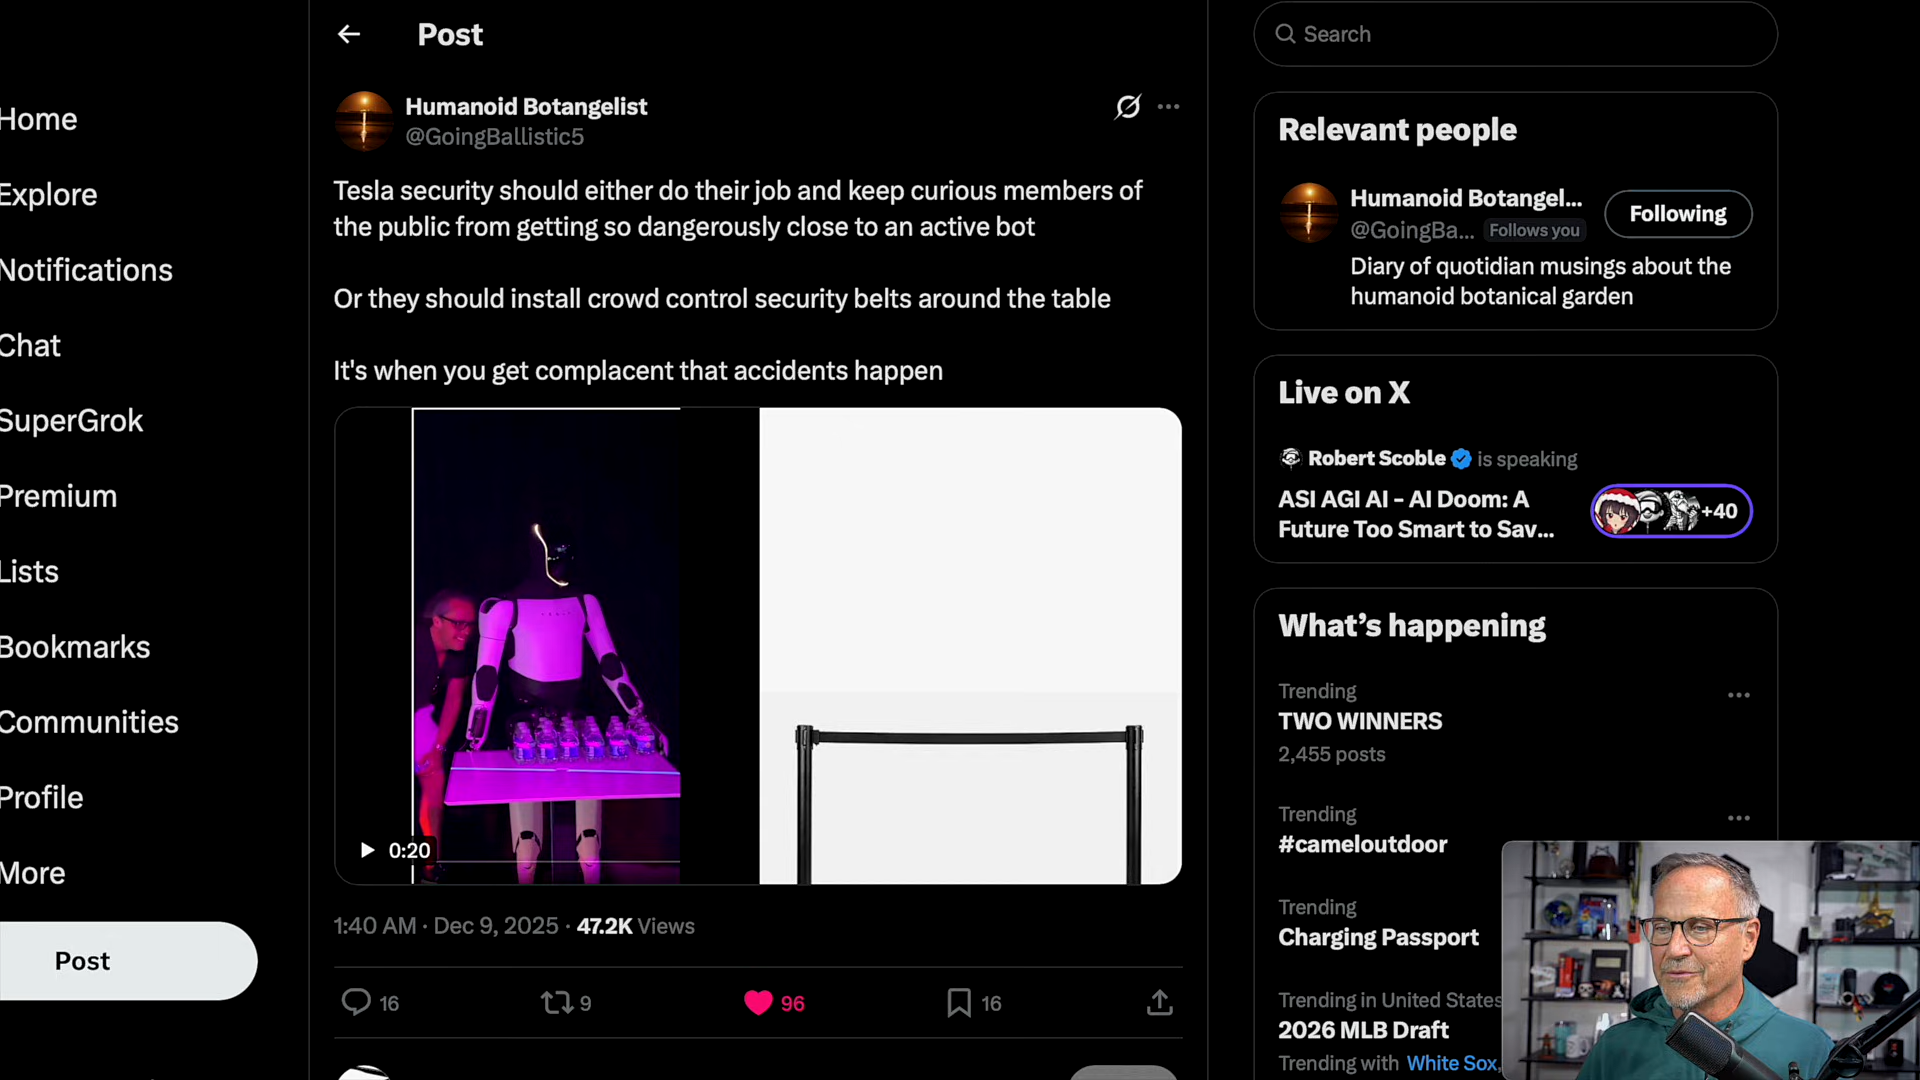 Home
Explore
Notifications
Chat
SuperGrok
Premium
Lists
Bookmarks
Communities
Profile
More
Post
Post
Humanoid Botangelist
@GoingBallistic5
Tesla security should either do their job and keep curious members of
the public from getting so dangerously close to an active bot
Or they should install crowd control security belts around the table
It's when you get complacent that accidents happen
0:20
1:40 AM · Dec 9, 2025 · 47.2K Views
16
9
96
16
Search
Relevant people
Humanoid Botangel...
@GoingBa... Follows you
Following
Diary of quotidian musings about the
humanoid botanical garden
Live on X
Robert Scoble is speaking
ASI AGI AI - AI Doom: A
Future Too Smart to Sav...
+40
What's happening
Trending
TWO WINNERS
2,455 posts
Trending
#cameloutdoor
Trending
Charging Passport
Trending in United States
2026 MLB Draft
Trending with White Sox,